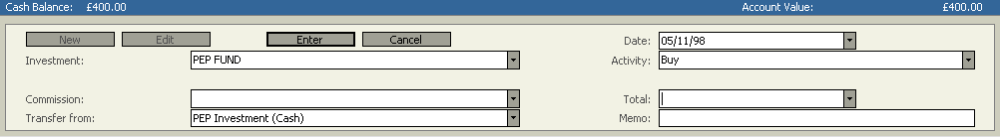 Cash Balance: £400.00 Account Value: £400.00
New Edit Enter Cancel Date: 05/11/98
Investment: PEP FUND Activity: Buy
Commission: Total:
Transfer from: PEP Investment (Cash) Memo: